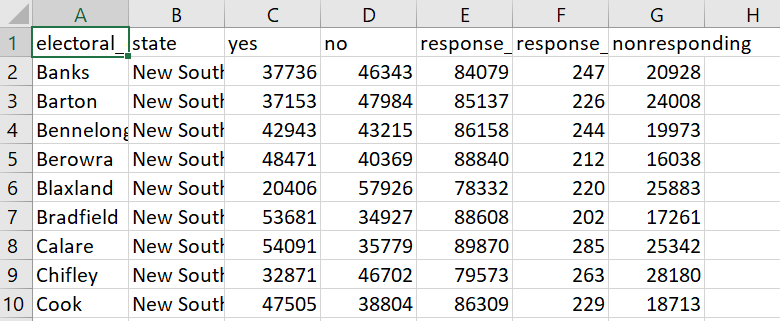 A B C D E F G H
1 electoral_ state yes no response_ response_ nonresponding
2 Banks New South 37736 46343 84079 247 20928
3 Barton New South 37153 47984 85137 226 24008
4 Bennelong New South 42943 43215 86158 244 19973
5 Berowra New South 48471 40369 88840 212 16038
6 Blaxland New South 20406 57926 78332 220 25883
7 Bradfield New South 53681 34927 88608 202 17261
8 Calare New South 54091 35779 89870 285 25342
9 Chifley New South 32871 46702 79573 263 28180
10 Cook New South 47505 38804 86309 229 18713